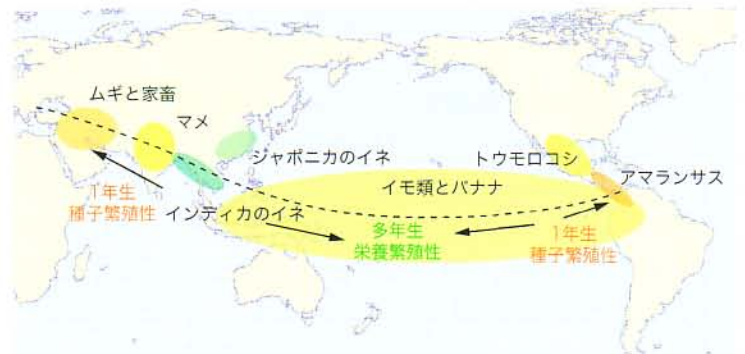 ムギと家畜
マメ
ジャポニカのイネ
トウモロコシ
アマランサス
イモ類とバナナ
1年生
種子繁殖性
インディカのイネ
多年生
栄養繁殖性
1年生
種子繁殖性